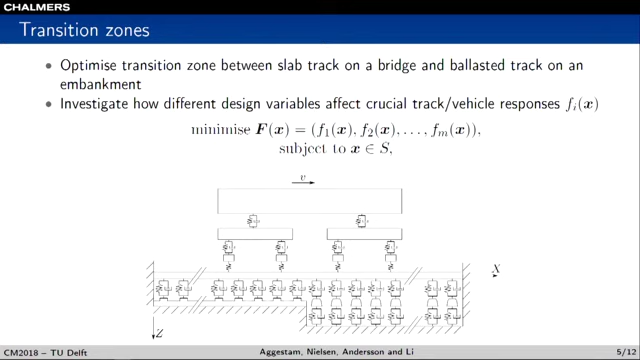 CHALMERS
Transition zones
• Optimise transition zone between slab track on a bridge and ballasted track on an
embankment
• Investigate how different design variables affect crucial track/vehicle responses fᵢ(x)
minimise F(x) = (f₁(x), f₂(x), . . . , fₘ(x)),
subject to x ∈ S,
v
X
Z
CM2018 – TU Delft
Aggestam, Nielsen, Andersson and Li
5/12